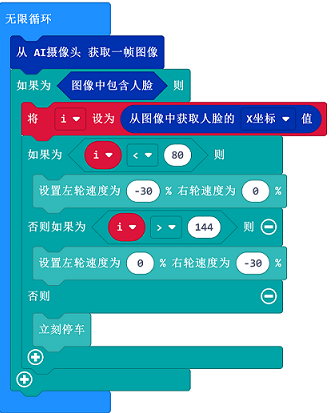 无限循环
从 AI摄像头 获取一帧图像
如果为 图像中包含人脸 则
将 i 设为 从图像中获取人脸的 X坐标 值
如果为 i < 80 则
设置左轮速度为 -30 % 右轮速度为 0 %
否则如果为 i > 144 则
设置左轮速度为 0 % 右轮速度为 -30 %
否则
立刻停车